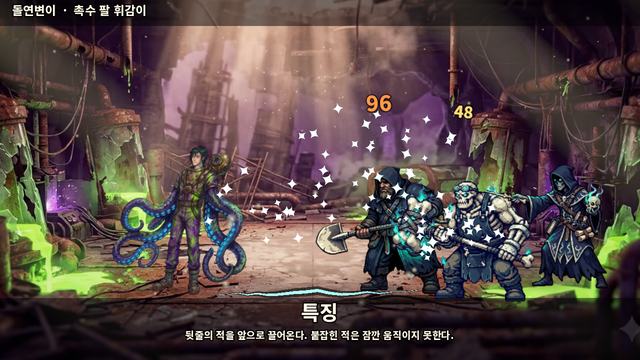 돌연변이 · 촉수 팔 휘감이
96
48
특징
뒷줄의 적을 앞으로 끌어온다. 붙잡힌 적은 잠깐 움직이지 못한다.